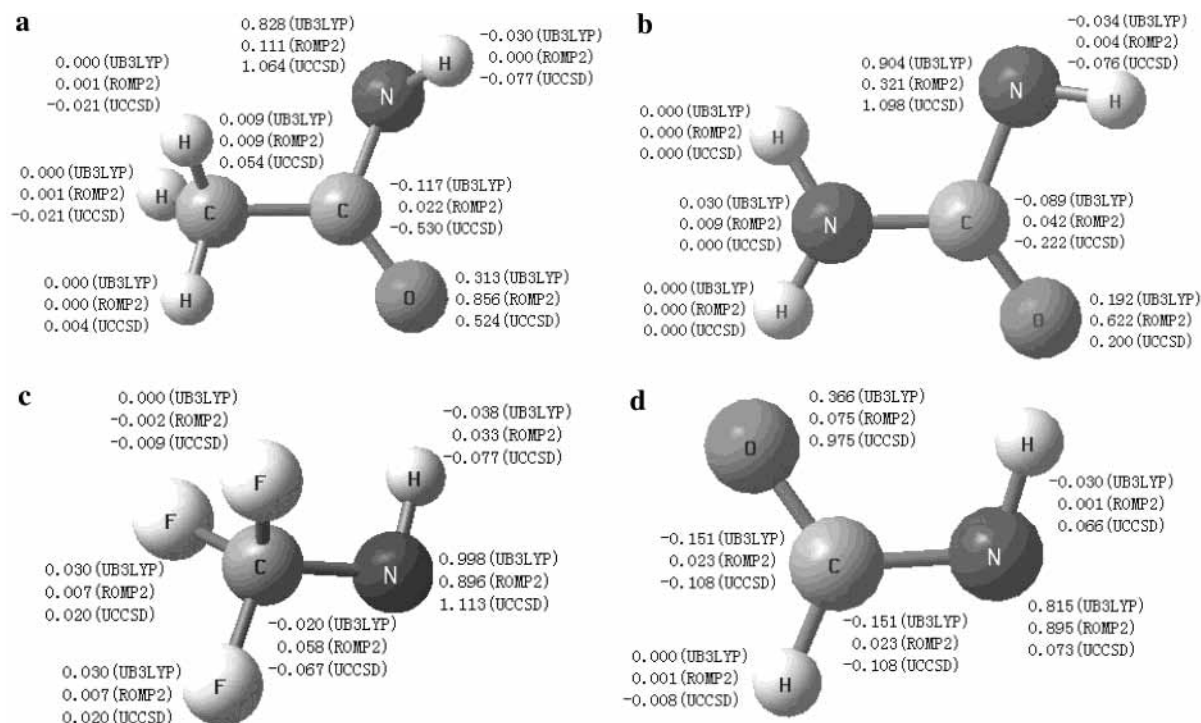 a
0.828(UB3LYP)
0.111(ROMP2)
1.064(UCCSD)
-0.030(UB3LYP)
0.000(ROMP2)
-0.077(UCCSD)
0.000(UB3LYP)
0.001(ROMP2)
-0.021(UCCSD)
H
N
0.009(UB3LYP)
0.009(ROMP2)
0.054(UCCSD)
H
0.000(UB3LYP)
0.001(ROMP2)
-0.021(UCCSD)
H
C
C
-0.117(UB3LYP)
0.022(ROMP2)
-0.530(UCCSD)
0.000(UB3LYP)
0.000(ROMP2)
0.004(UCCSD)
H
O
0.313(UB3LYP)
0.856(ROMP2)
0.524(UCCSD)
b
-0.034(UB3LYP)
0.004(ROMP2)
-0.076(UCCSD)
0.904(UB3LYP)
0.321(ROMP2)
1.098(UCCSD)
N
H
0.000(UB3LYP)
0.000(ROMP2)
0.000(UCCSD)
H
0.030(UB3LYP)
0.009(ROMP2)
0.000(UCCSD)
N
C
-0.089(UB3LYP)
0.042(ROMP2)
-0.222(UCCSD)
0.000(UB3LYP)
0.000(ROMP2)
0.000(UCCSD)
H
O
0.192(UB3LYP)
0.622(ROMP2)
0.200(UCCSD)
c
0.000(UB3LYP)
-0.002(ROMP2)
-0.009(UCCSD)
-0.038(UB3LYP)
0.033(ROMP2)
-0.077(UCCSD)
F
H
F
C
N
0.998(UB3LYP)
0.896(ROMP2)
1.113(UCCSD)
0.030(UB3LYP)
0.007(ROMP2)
0.020(UCCSD)
-0.020(UB3LYP)
0.058(ROMP2)
-0.067(UCCSD)
0.030(UB3LYP)
0.007(ROMP2)
0.020(UCCSD)
F
d
0.366(UB3LYP)
0.075(ROMP2)
0.975(UCCSD)
O
H
-0.030(UB3LYP)
0.001(ROMP2)
0.066(UCCSD)
-0.151(UB3LYP)
0.023(ROMP2)
-0.108(UCCSD)
C
N
-0.151(UB3LYP)
0.023(ROMP2)
-0.108(UCCSD)
0.815(UB3LYP)
0.895(ROMP2)
0.073(UCCSD)
0.000(UB3LYP)
0.001(ROMP2)
-0.008(UCCSD)
H